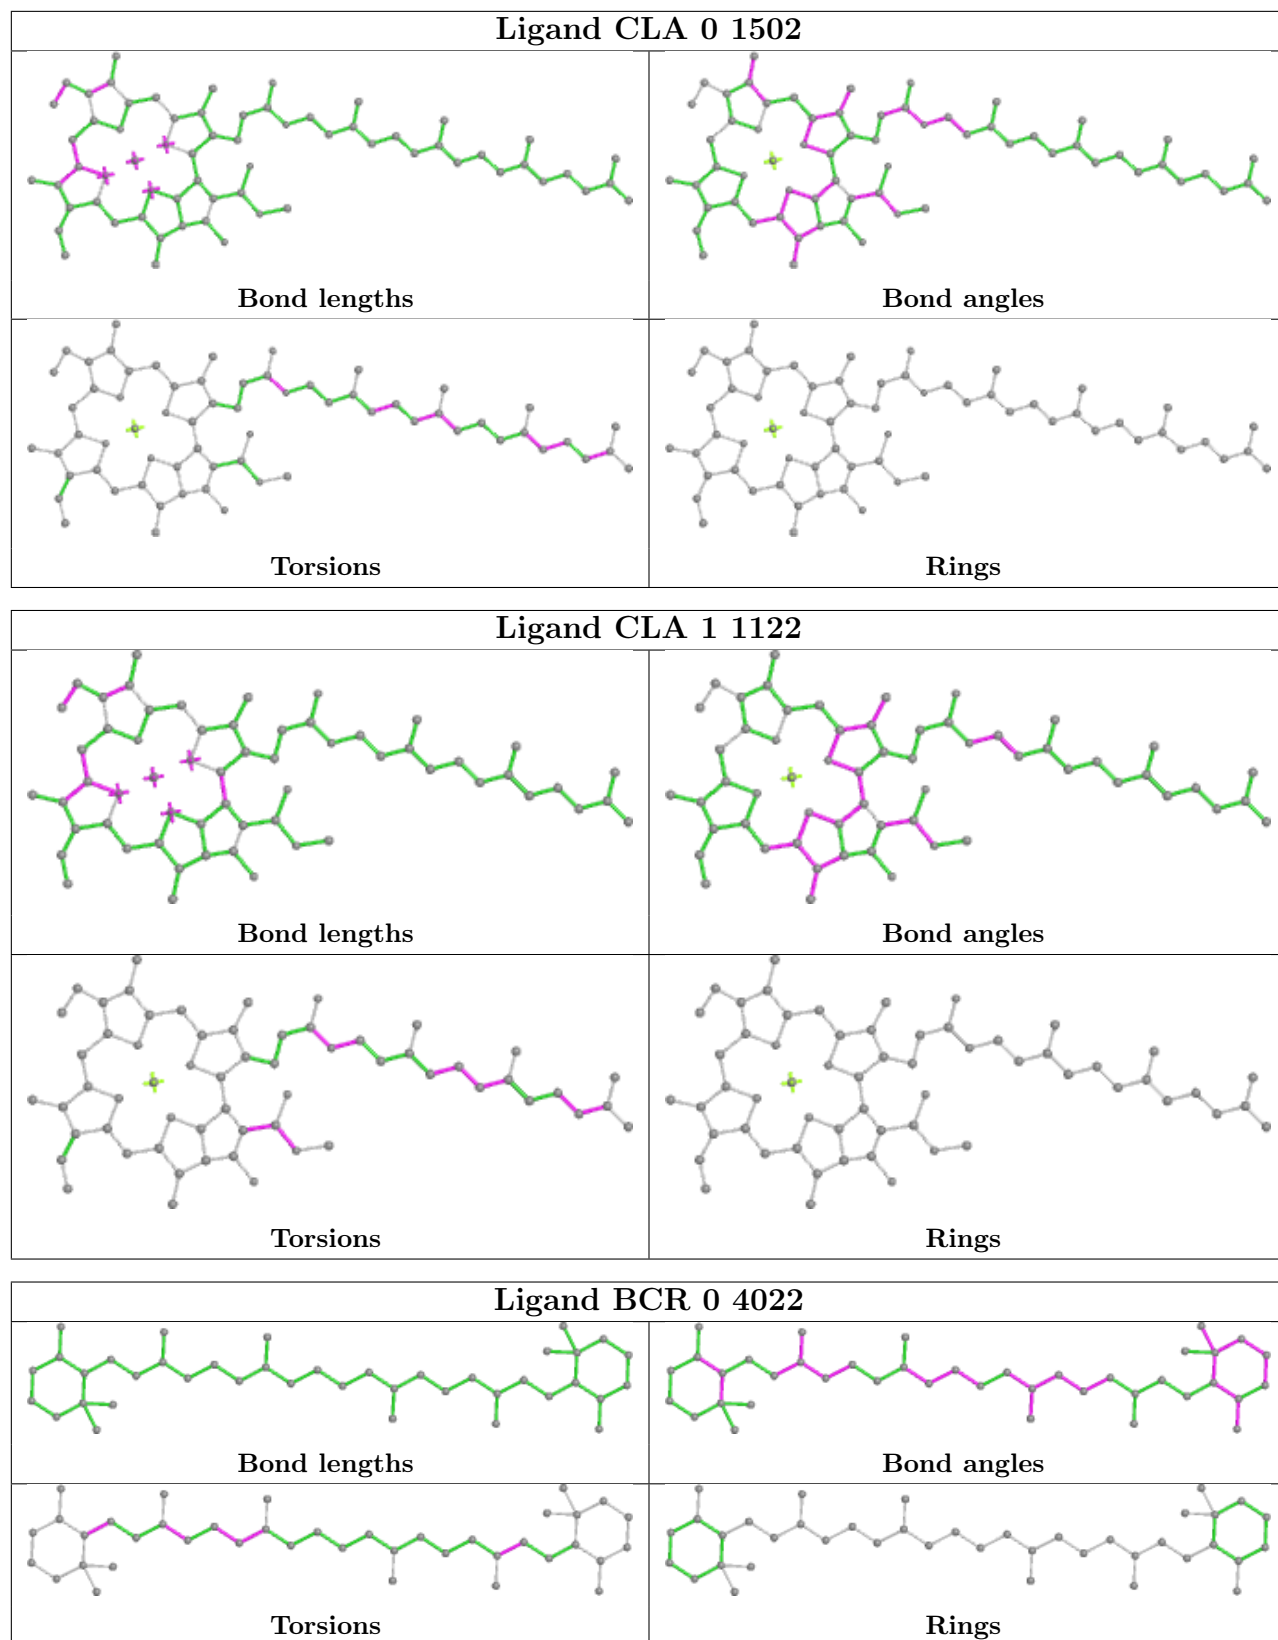 Ligand CLA 0 1502
Bond lengths
Bond angles
Torsions
Rings
Ligand CLA 1 1122
Bond lengths
Bond angles
Torsions
Rings
Ligand BCR 0 4022
Bond lengths
Bond angles
Torsions
Rings